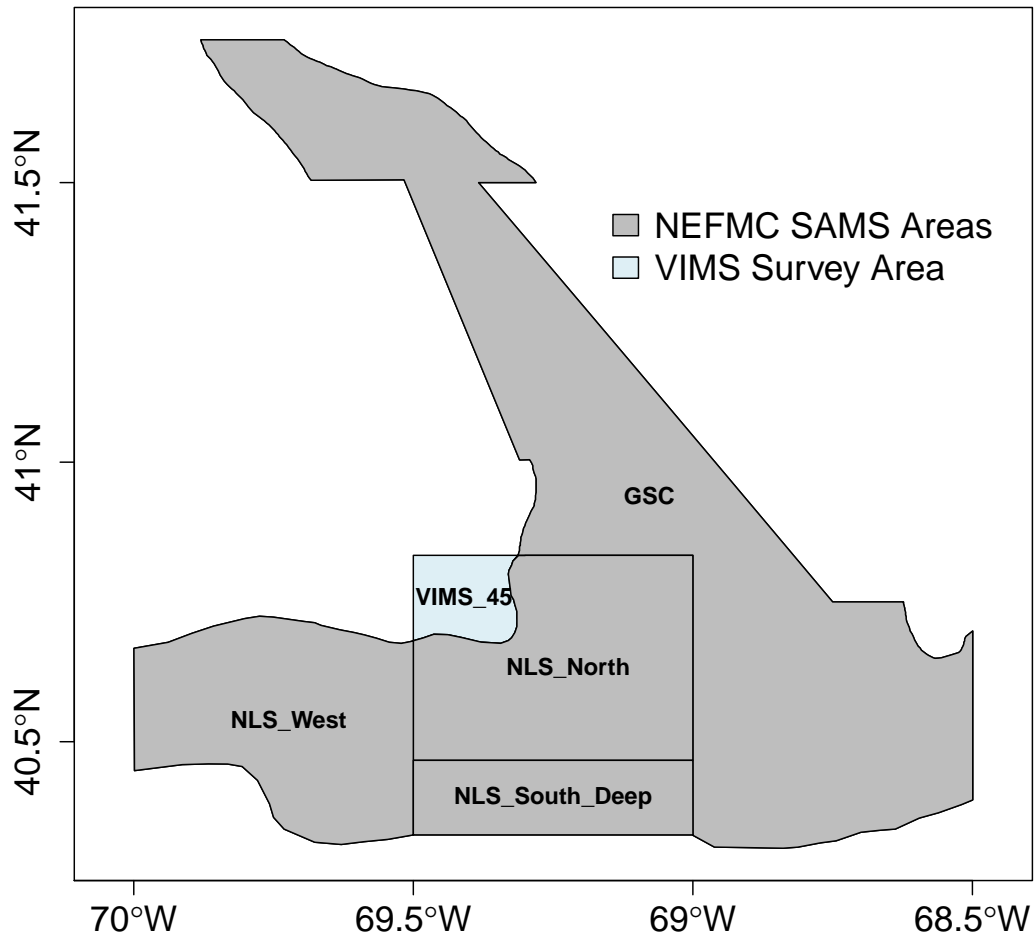 41.5°N
NEFMC SAMS Areas
VIMS Survey Area
41°N
GSC
VIMS_45
NLS_North
NLS_West
40.5°N
NLS_South_Deep
70°W 69.5°W 69°W 68.5°W